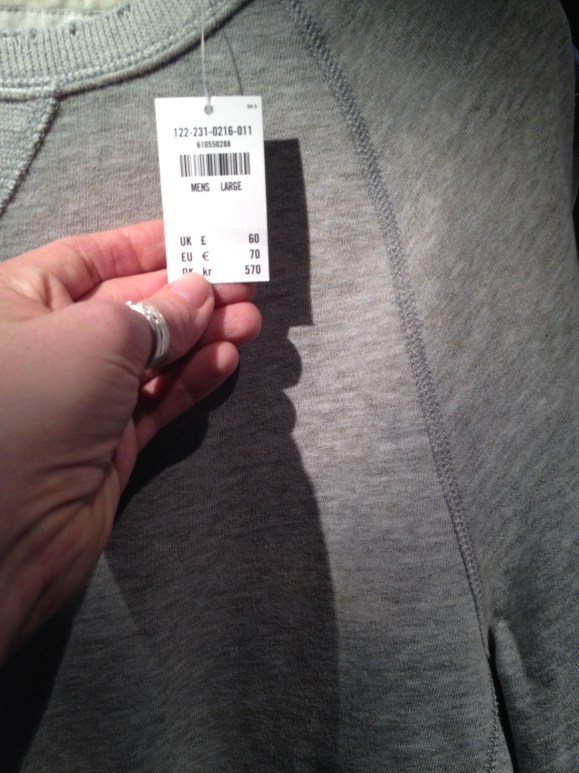 122-231-0216-011
610550288
MENS LARGE
UK £ 60
EU € 70
DK kr 570